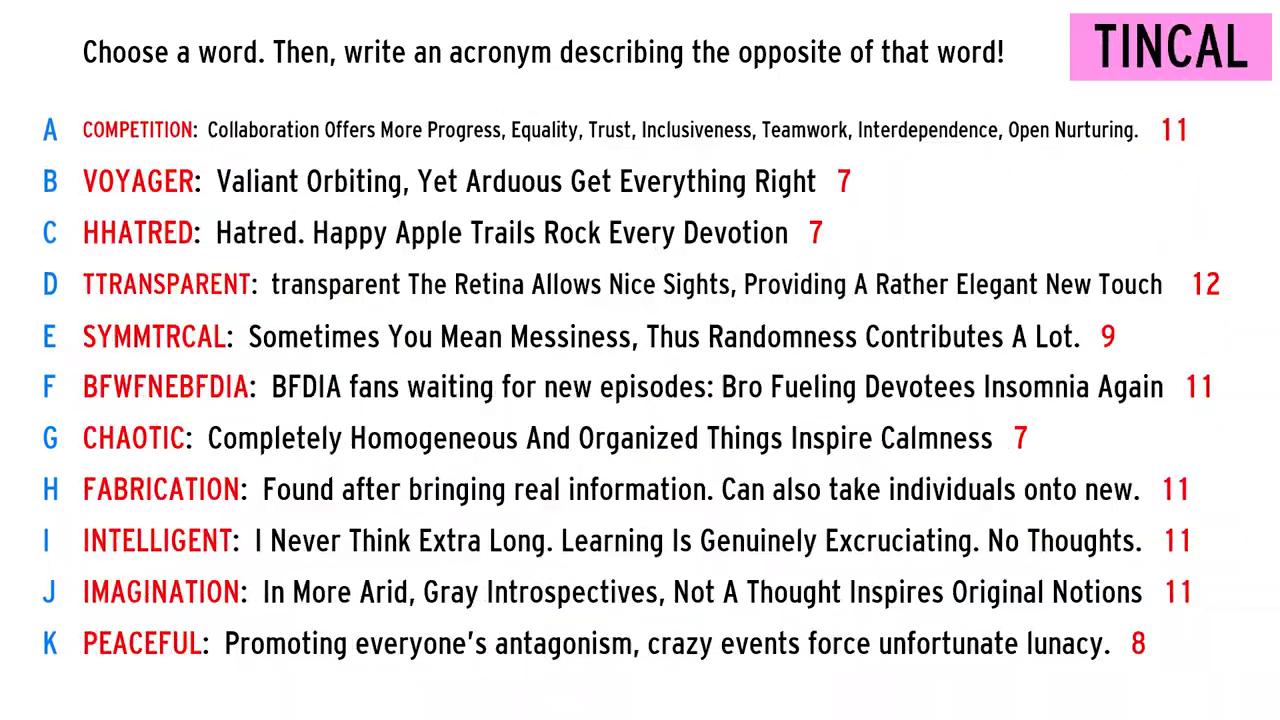 Choose a word. Then, write an acronym describing the opposite of that word!
TINCAL
A COMPETITION: Collaboration Offers More Progress, Equality, Trust, Inclusiveness, Teamwork, Interdependence, Open Nurturing. 11
B VOYAGER: Valiant Orbiting, Yet Arduous Get Everything Right 7
C HHATRED: Hatred. Happy Apple Trails Rock Every Devotion 7
D TTRANSPARENT: transparent The Retina Allows Nice Sights, Providing A Rather Elegant New Touch 12
E SYMMTRCAL: Sometimes You Mean Messiness, Thus Randomness Contributes A Lot. 9
F BFWFNEBFDIA: BFDIA fans waiting for new episodes: Bro Fueling Devotees Insomnia Again 11
G CHAOTIC: Completely Homogeneous And Organized Things Inspire Calmness 7
H FABRICATION: Found after bringing real information. Can also take individuals onto new. 11
I INTELLIGENT: I Never Think Extra Long. Learning Is Genuinely Excruciating. No Thoughts. 11
J IMAGINATION: In More Arid, Gray Introspectives, Not A Thought Inspires Original Notions 11
K PEACEFUL: Promoting everyone's antagonism, crazy events force unfortunate lunacy. 8